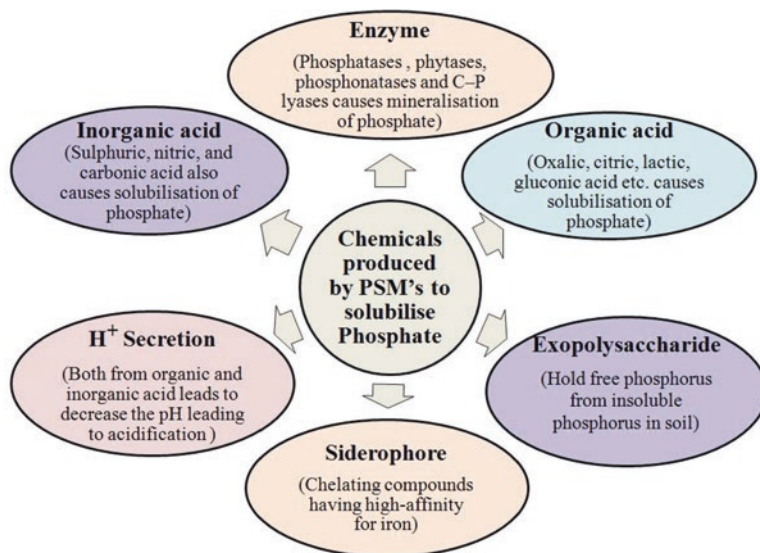 Enzyme
(Phosphatases , phytases,
phosphonatases and C–P
lyases causes mineralisation
of phosphate)
Inorganic acid
(Sulphuric, nitric, and
carbonic acid also
causes solubilisation of
phosphate)
Organic acid
(Oxalic, citric, lactic,
gluconic acid etc. causes
solubilisation of
phosphate)
Chemicals
produced
by PSM's to
solubilise
Phosphate
H⁺ Secretion
(Both from organic and
inorganic acid leads to
decrease the pH leading
to acidification )
Exopolysaccharide
(Hold free phosphorus
from insoluble
phosphorus in soil)
Siderophore
(Chelating compounds
having high-affinity
for iron)